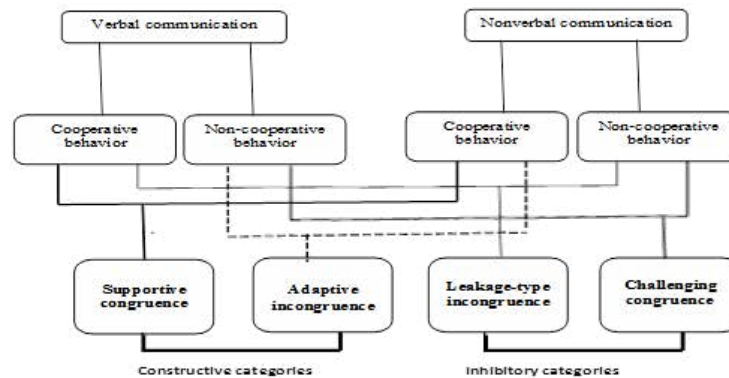 Verbal communication
Nonverbal communication
Cooperative
behavior
Non-cooperative
behavior
Cooperative
behavior
Non-cooperative
behavior
Supportive
congruence
Adaptive
incongruence
Leakage-type
incongruence
Challenging
congruence
Constructive categories
Inhibitory categories